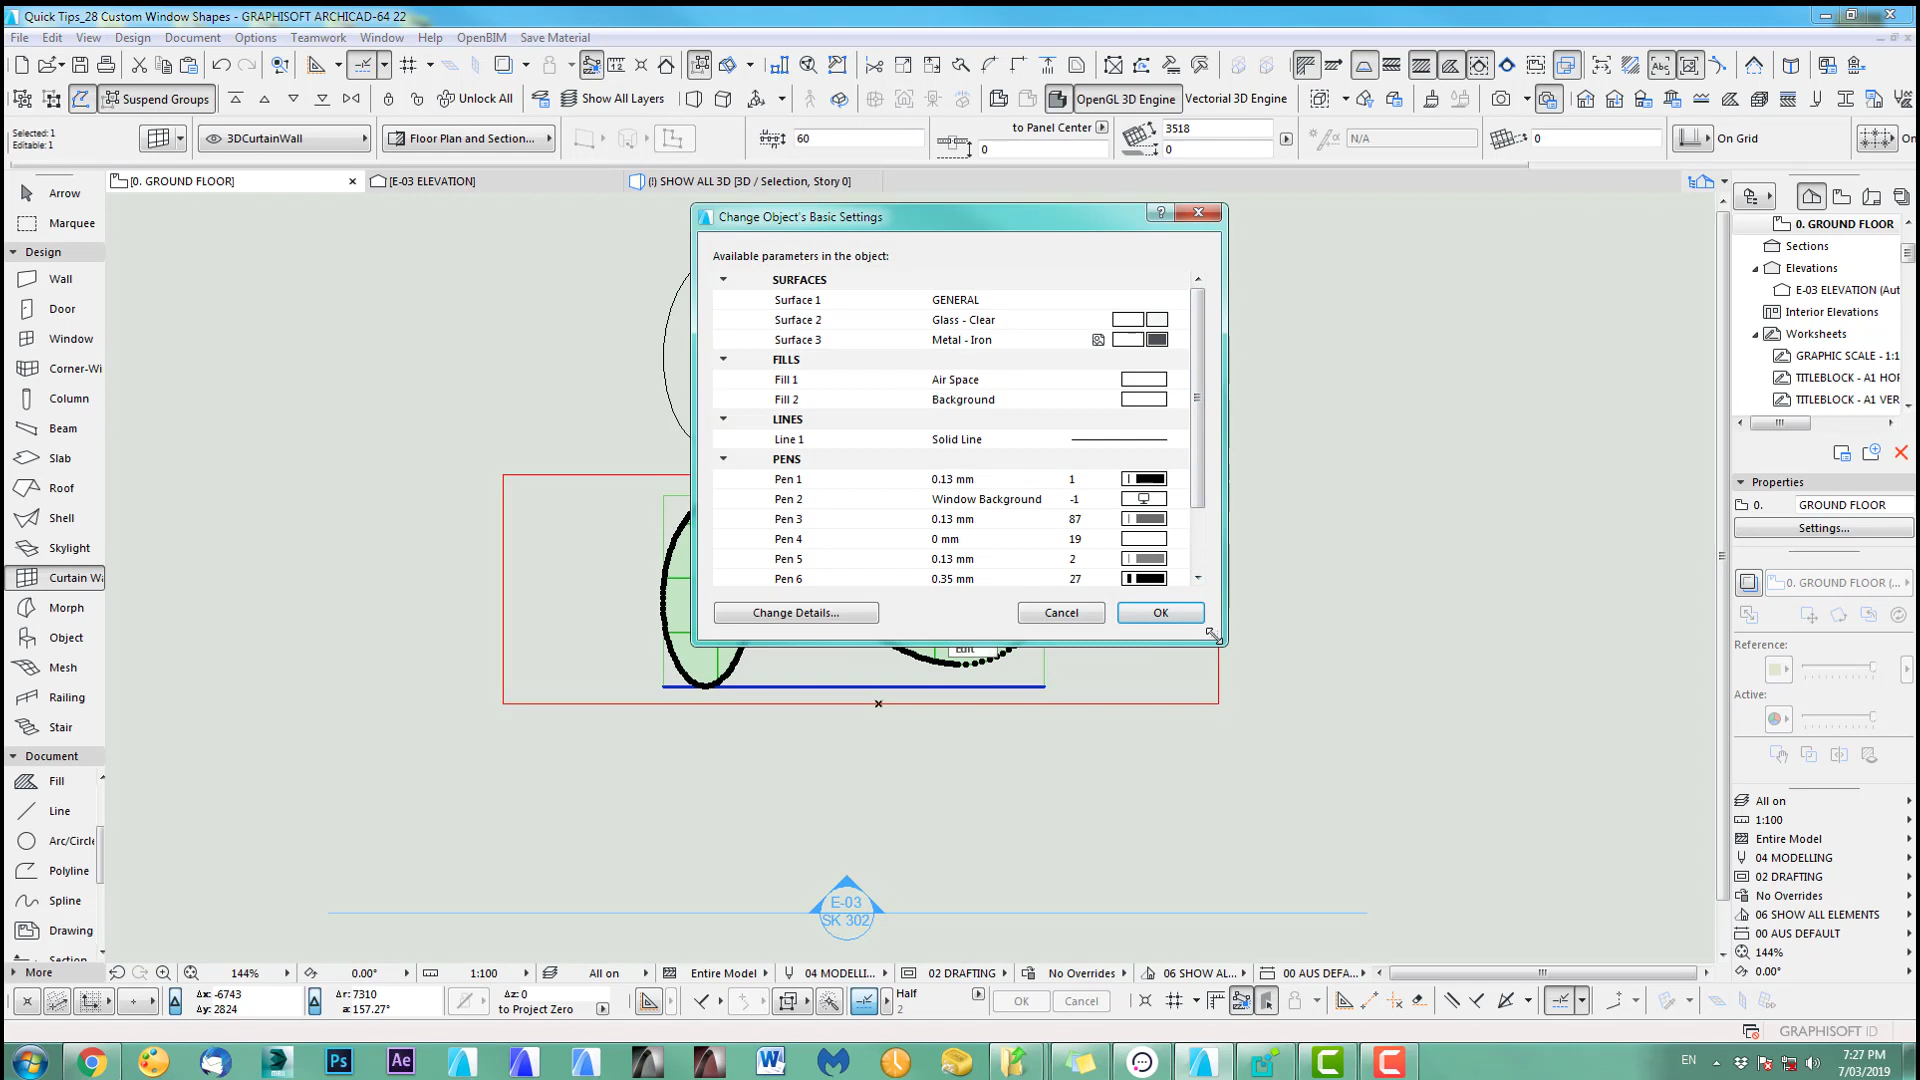 Quick Tips_28 Custom Window Shapes - GRAPHISOFT ARCHICAD-64 22
File Edit View Design Document Options Teamwork Window Help OpenBIM Save Material
Suspend Groups Unlock All Show All Layers OpenGL 3D Engine Vectorial 3D Engine
Selected: 1
Editable: 1
3DCurtainWall
Floor Plan and Section...
60
to Panel Center
0
3518
0
N/A
0
On Grid
[0. GROUND FLOOR]
[E-03 ELEVATION]
(!) SHOW ALL 3D [3D / Selection, Story 0]
Arrow
Marquee
Design
Wall
Door
Window
Corner-Wi
Column
Beam
Slab
Roof
Shell
Skylight
Curtain Wa
Morph
Object
Mesh
Railing
Stair
Document
Fill
Line
Arc/Circle
Polyline
Spline
Drawing
Section
More
Change Object's Basic Settings
Available parameters in the object:
SURFACES
Surface 1 GENERAL
Surface 2 Glass - Clear
Surface 3 Metal - Iron
FILLS
Fill 1 Air Space
Fill 2 Background
LINES
Line 1 Solid Line
PENS
Pen 1 0.13 mm 1
Pen 2 Window Background -1
Pen 3 0.13 mm 87
Pen 4 0 mm 19
Pen 5 0.13 mm 2
Pen 6 0.35 mm 27
Change Details... Cancel OK
Edit
E-03
SK 302
0. GROUND FLOOR
Sections
Elevations
E-03 ELEVATION (Aut
Interior Elevations
Worksheets
GRAPHIC SCALE - 1:1
TITLEBLOCK - A1 HOR
TITLEBLOCK - A1 VER
Properties
0. GROUND FLOOR
Settings...
0. GROUND FLOOR (...
Reference:
Active:
All on
1:100
Entire Model
04 MODELLING
02 DRAFTING
No Overrides
06 SHOW ALL ELEMENTS
00 AUS DEFAULT
144%
0.00°
144% 0.00° 1:100 All on Entire Model 04 MODELLI... 02 DRAFTING No Overrides 06 SHOW AL... 00 AUS DEFA...
Δx: -6743
Δy: 2824
Δr: 7310
a: 157.27°
Δz: 0
to Project Zero
Half
2
OK Cancel
GRAPHISOFT ID
Ps Ae W
EN
7:27 PM
7/03/2019